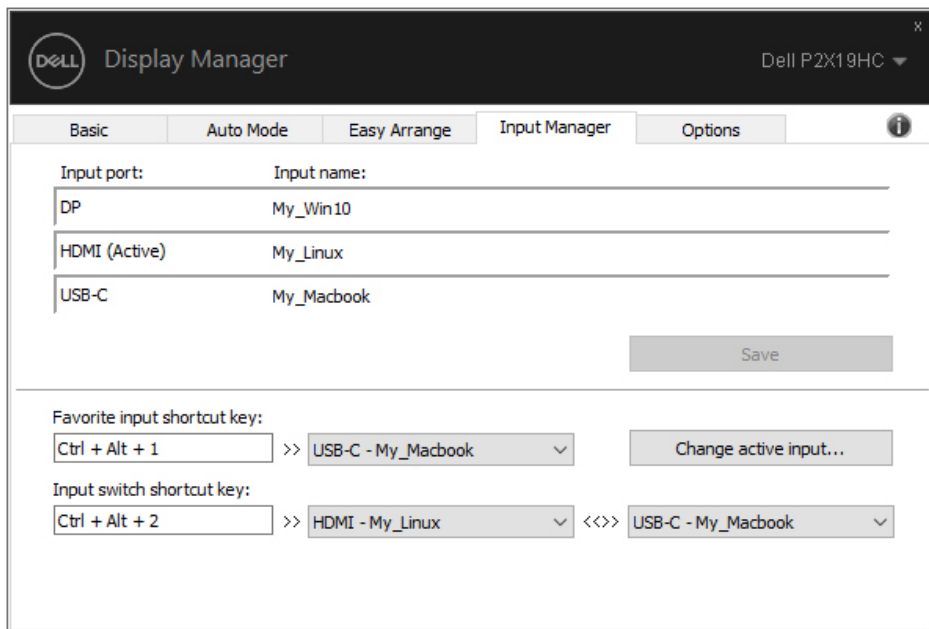 x
DELL Display Manager Dell P2X19HC
Basic Auto Mode Easy Arrange Input Manager Options i
Input port: Input name:
DP My_Win10
HDMI (Active) My_Linux
USB-C My_Macbook
Save
Favorite input shortcut key:
Ctrl + Alt + 1 >> USB-C - My_Macbook Change active input...
Input switch shortcut key:
Ctrl + Alt + 2 >> HDMI - My_Linux <<>> USB-C - My_Macbook